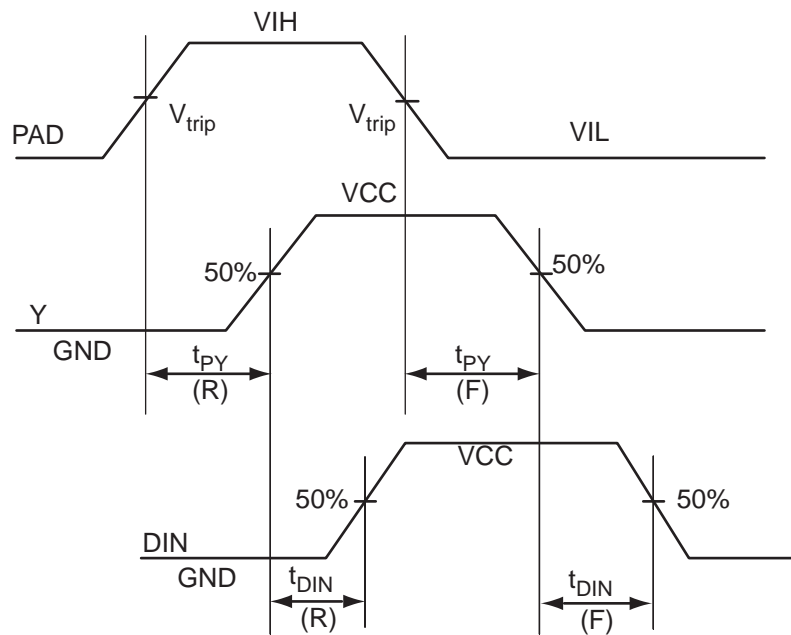 VIH
V_trip
V_trip
PAD
VIL
VCC
50%
50%
Y
GND
t_PY
(R)
t_PY
(F)
VCC
50%
50%
DIN
GND
t_DIN
(R)
t_DIN
(F)